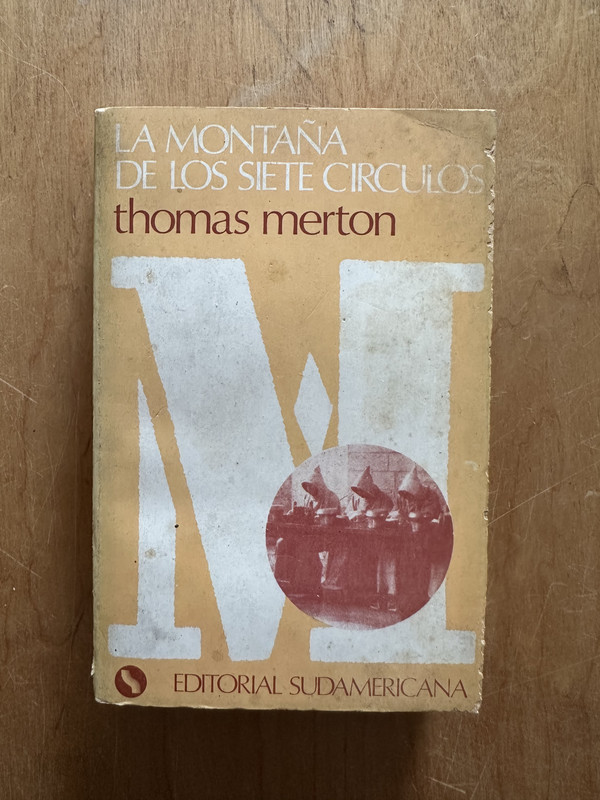 LA MONTAÑA
DE LOS SIETE CIRCULOS
thomas merton
M
EDITORIAL SUDAMERICANA